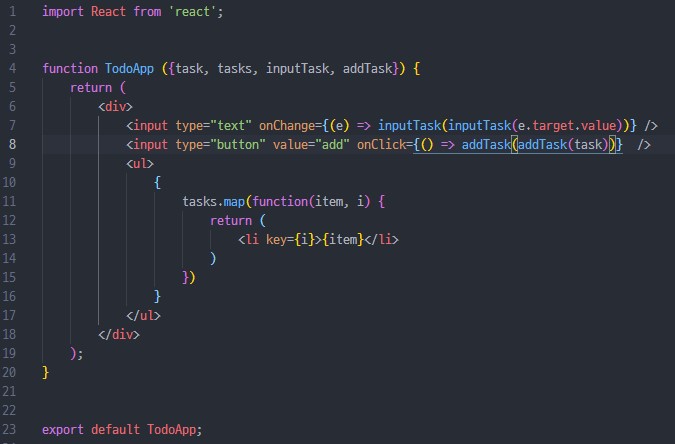 1 import React from 'react';
2
3
4 function TodoApp ({task, tasks, inputTask, addTask}) {
5     return (
6         <div>
7             <input type="text" onChange={(e) => inputTask(inputTask(e.target.value))} />
8             <input type="button" value="add" onClick={() => addTask(addTask(task))}  />
9             <ul>
10                 {
11                     tasks.map(function(item, i) {
12                         return (
13                             <li key={i}>{item}</li>
14                         )
15                     })
16                 }
17             </ul>
18         </div>
19     );
20 }
21
22
23 export default TodoApp;